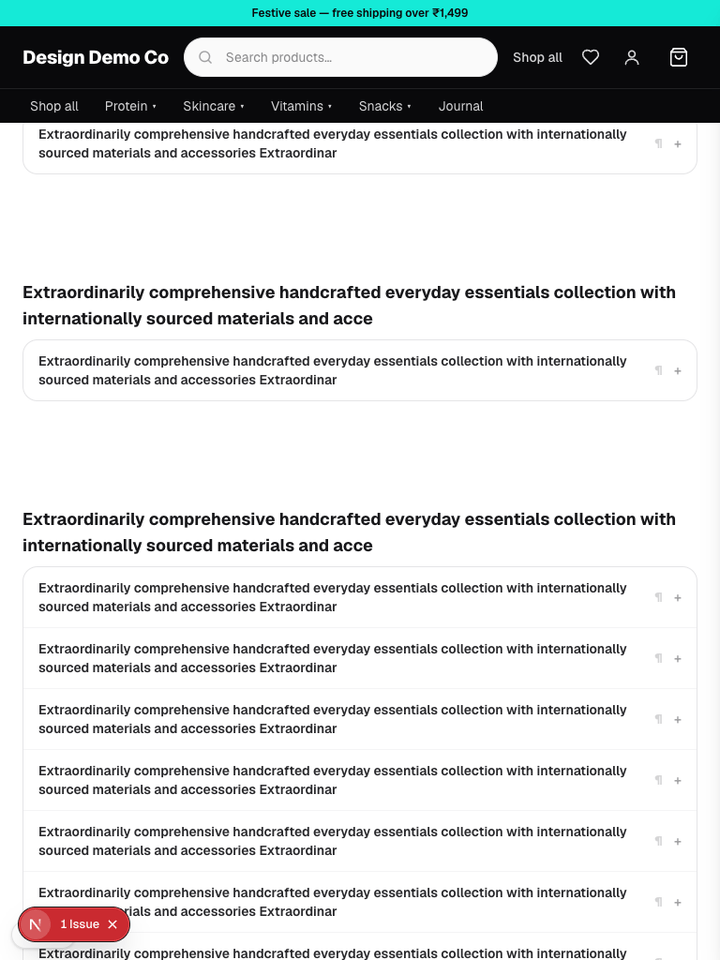 Festive sale — free shipping over ₹1,499
Design Demo Co
Search products...
Shop all
Shop all
Protein
Skincare
Vitamins
Snacks
Journal
Extraordinarily comprehensive handcrafted everyday essentials collection with internationally
sourced materials and accessories Extraordinar
¶ +
Extraordinarily comprehensive handcrafted everyday essentials collection with
internationally sourced materials and acce
Extraordinarily comprehensive handcrafted everyday essentials collection with internationally
sourced materials and accessories Extraordinar
¶ +
Extraordinarily comprehensive handcrafted everyday essentials collection with
internationally sourced materials and acce
Extraordinarily comprehensive handcrafted everyday essentials collection with internationally
sourced materials and accessories Extraordinar
¶ +
Extraordinarily comprehensive handcrafted everyday essentials collection with internationally
sourced materials and accessories Extraordinar
¶ +
Extraordinarily comprehensive handcrafted everyday essentials collection with internationally
sourced materials and accessories Extraordinar
¶ +
Extraordinarily comprehensive handcrafted everyday essentials collection with internationally
sourced materials and accessories Extraordinar
¶ +
Extraordinarily comprehensive handcrafted everyday essentials collection with internationally
sourced materials and accessories Extraordinar
¶ +
Extraordinarily comprehensive handcrafted everyday essentials collection with internationally
rials and accessories Extraordinar
¶ +
N 1 Issue
Extraordinarily comprehensive handcrafted everyday essentials collection with internationally